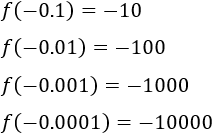 f(−0.1) = −10
f(−0.01) = −100
f(−0.001) = −1000
f(−0.0001) = −10000